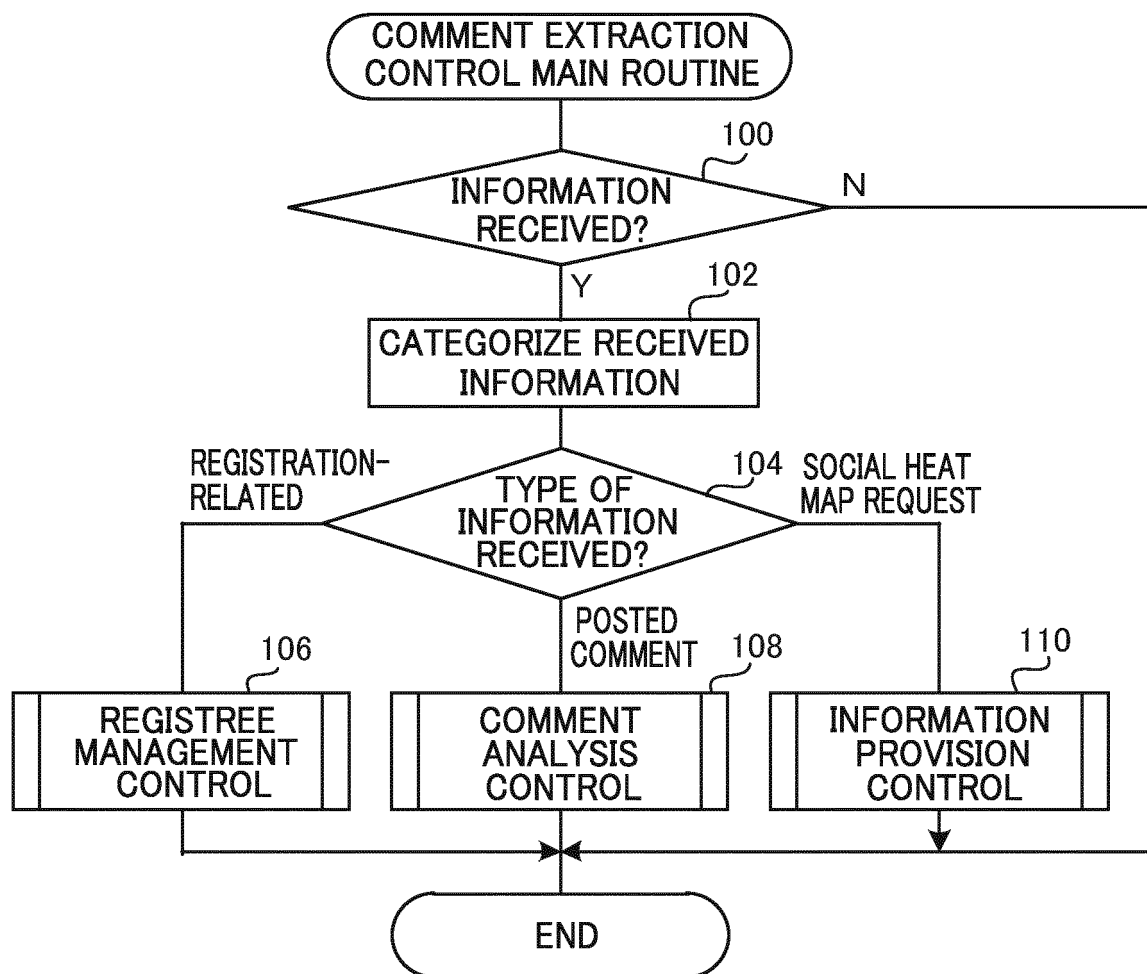 COMMENT EXTRACTION
CONTROL MAIN ROUTINE
100
INFORMATION
RECEIVED?
N
Y
102
CATEGORIZE RECEIVED
INFORMATION
REGISTRATION-
RELATED
104
TYPE OF
INFORMATION
RECEIVED?
SOCIAL HEAT
MAP REQUEST
POSTED
COMMENT
106
REGISTREE
MANAGEMENT
CONTROL
108
COMMENT
ANALYSIS
CONTROL
110
INFORMATION
PROVISION
CONTROL
END